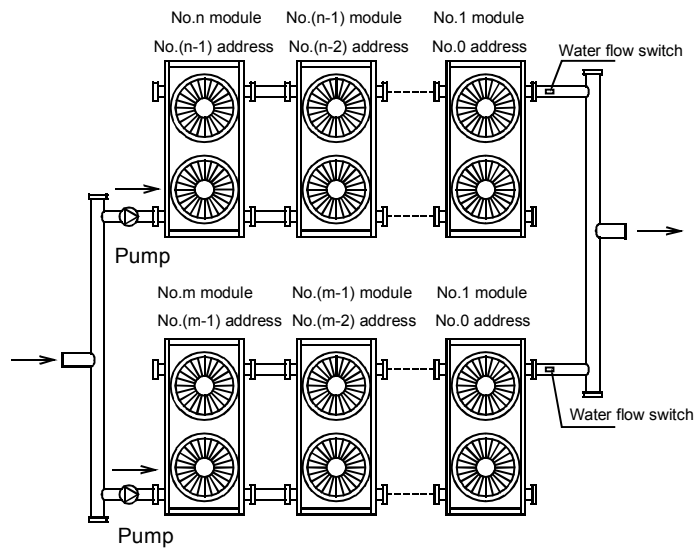 No.n module
No.(n-1) address
No.(n-1) module
No.(n-2) address
No.1 module
No.0 address
Water flow switch
Pump
No.m module
No.(m-1) address
No.(m-1) module
No.(m-2) address
No.1 module
No.0 address
Water flow switch
Pump